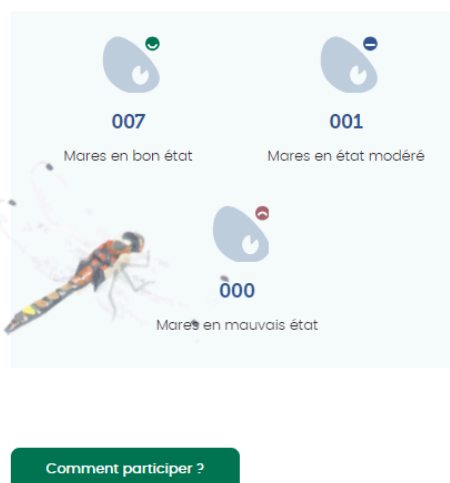 007
Mares en bon état
001
Mares en état modéré
000
Mares en mauvais état
Comment participer ?